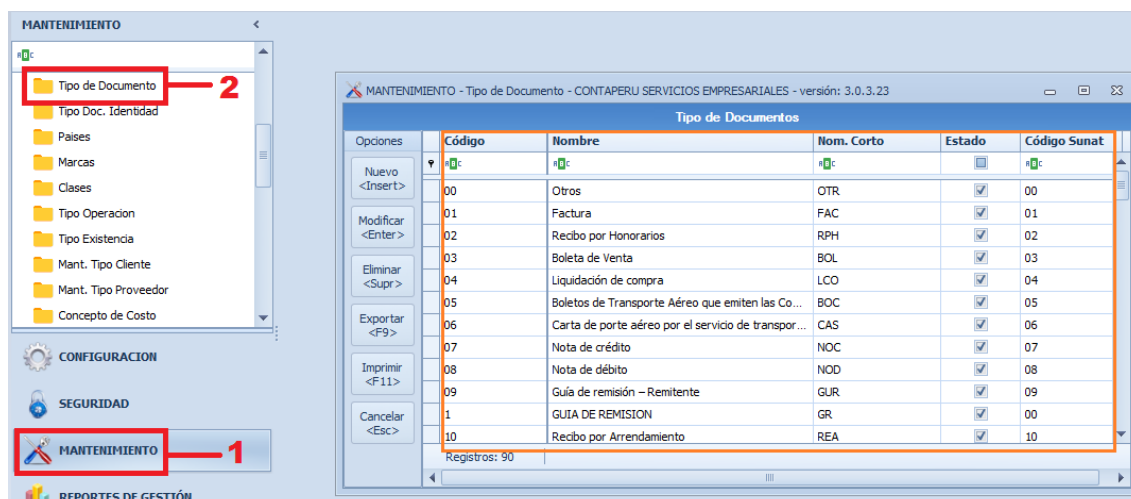 MANTENIMIENTO <
ABC
Tipo de Documento
2
Tipo Doc. Identidad
Paises
Marcas
Clases
Tipo Operacion
Tipo Existencia
Mant. Tipo Cliente
Mant. Tipo Proveedor
Concepto de Costo
CONFIGURACION
SEGURIDAD
MANTENIMIENTO
1
REPORTES DE GESTIÓN
MANTENIMIENTO - Tipo de Documento - CONTAPERU SERVICIOS EMPRESARIALES - versión: 3.0.3.23
Tipo de Documentos
Opciones
Nuevo
<Insert>
Modificar
<Enter>
Eliminar
<Supr>
Exportar
<F9>
Imprimir
<F11>
Cancelar
<Esc>
Código Nombre Nom. Corto Estado Código Sunat
ABC ABC ABC ABC
00 Otros OTR 00
01 Factura FAC 01
02 Recibo por Honorarios RPH 02
03 Boleta de Venta BOL 03
04 Liquidación de compra LCO 04
05 Boletos de Transporte Aéreo que emiten las Co... BOC 05
06 Carta de porte aéreo por el servicio de transpor... CAS 06
07 Nota de crédito NOC 07
08 Nota de débito NOD 08
09 Guía de remisión – Remitente GUR 09
1 GUIA DE REMISION GR 00
10 Recibo por Arrendamiento REA 10
Registros: 90